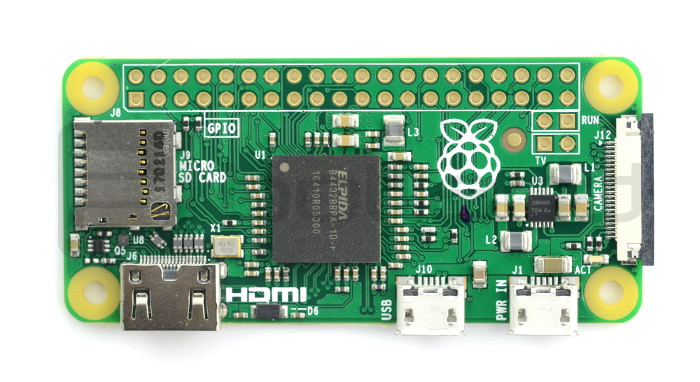 J8
GPIO
RUN
J12
TV
J9
MICRO
SD CARD
170214D
U1
ELPIDA
L3
U3
L1
CAMERA
U8
Q5
X1
J6
L2
HDMI
D6
USB
J10
PWR IN
J1
ACT